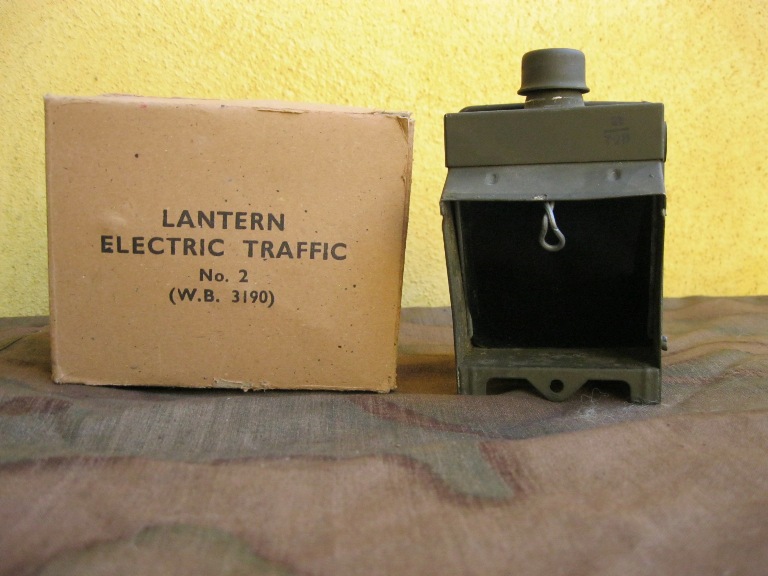 LANTERN
ELECTRIC TRAFFIC
No. 2
(W.B. 3190)